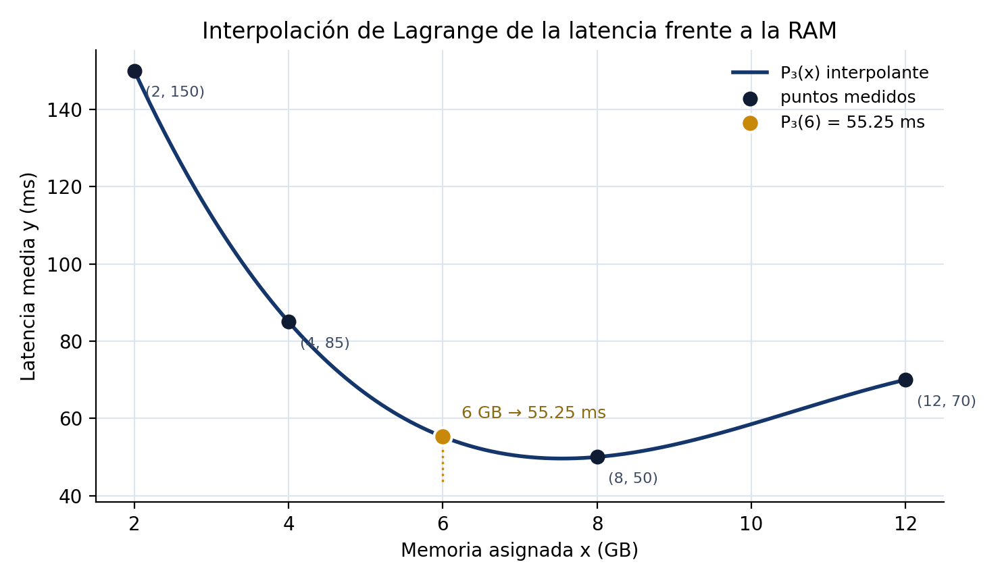 Interpolación de Lagrange de la latencia frente a la RAM
P₃(x) interpolante
puntos medidos
P₃(6) = 55.25 ms
Latencia media y (ms)
140
120
100
80
60
40
(2, 150)
(4, 85)
6 GB → 55.25 ms
(8, 50)
(12, 70)
2 4 6 8 10 12
Memoria asignada x (GB)